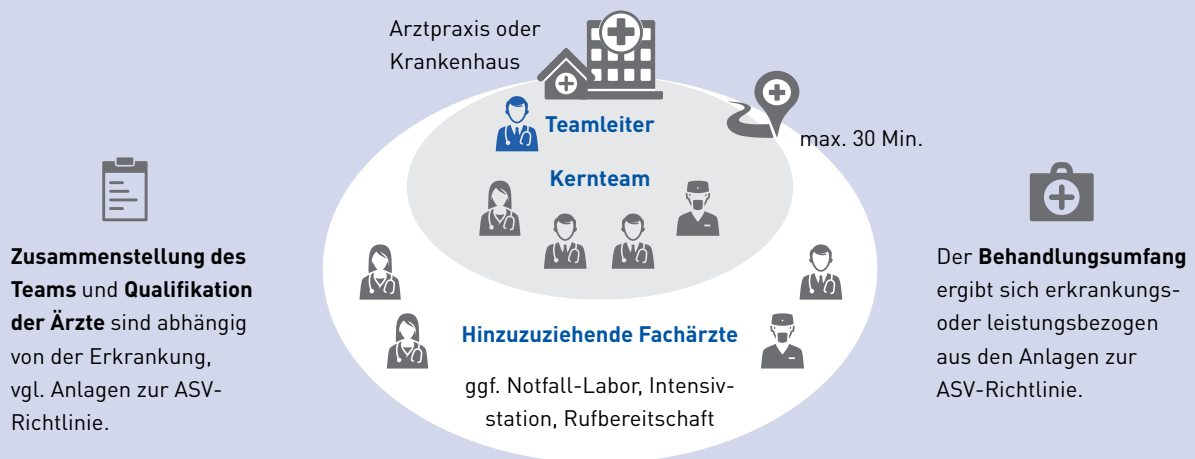 Arztpraxis oder
Krankenhaus
Teamleiter
max. 30 Min.
Kernteam
Zusammenstellung des
Teams und Qualifikation
der Ärzte sind abhängig
von der Erkrankung,
vgl. Anlagen zur ASV-
Richtlinie.
Hinzuzuziehende Fachärzte
ggf. Notfall-Labor, Intensiv-
station, Rufbereitschaft
Der Behandlungsumfang
ergibt sich erkrankungs-
oder leistungsbezogen
aus den Anlagen zur
ASV-Richtlinie.